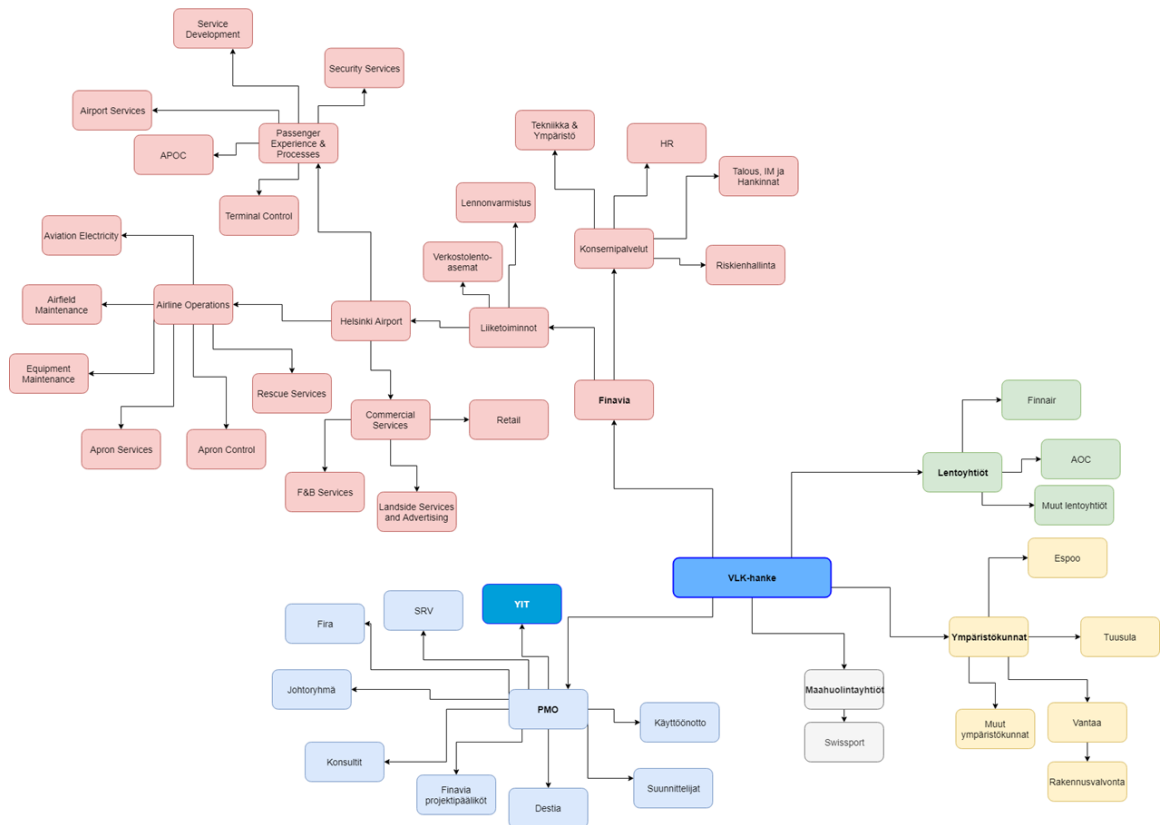 Service
Development
Security Services
Airport Services
Passenger
Experience &
Processes
APOC
Terminal Control
Tekniikka &
Ympäristö
HR
Talous, IM ja
Hankinnat
Lennonvarmistus
Konsernipalvelut
Verkostolento-
asemat
Riskienhallinta
Aviation Electricity
Airfield
Maintenance
Airline Operations
Helsinki Airport
Liiketoiminnot
Equipment
Maintenance
Rescue Services
Finavia
Commercial
Services
Retail
Apron Services
Apron Control
F&B Services
Landside Services
and Advertising
Finnair
Lentoyhtiöt
AOC
Muut lentoyhtiöt
VLK-hanke
Espoo
Ympäristökunnat
Tuusula
Muut
ympäristökunnat
Vantaa
Rakennusvalvonta
Maahuolintayhtiöt
Swissport
YIT
SRV
Fira
Johtoryhmä
PMO
Käyttöönotto
Konsultit
Finavia
projektipäälliköt
Destia
Suunnittelijat